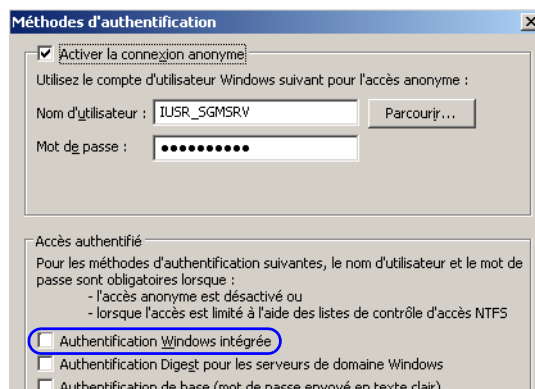 Méthodes d'authentification
Activer la connexion anonyme
Utilisez le compte d'utilisateur Windows suivant pour l'accès anonyme :
Nom d'utilisateur : IUSR_SGMSRV Parcourir...
Mot de passe : ●●●●●●●●●●
Accès authentifié
Pour les méthodes d'authentification suivantes, le nom d'utilisateur et le mot de
passe sont obligatoires lorsque :
- l'accès anonyme est désactivé ou
- lorsque l'accès est limité à l'aide des listes de contrôle d'accès NTFS
Authentification Windows intégrée
Authentification Digest pour les serveurs de domaine Windows
Authentification de base (mot de passe envoyé en texte clair)